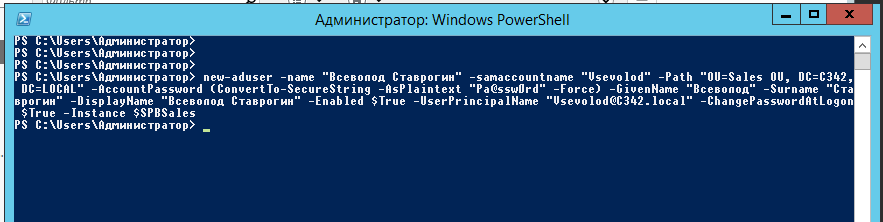 Администратор: Windows PowerShell
PS C:\Users\Администратор>
PS C:\Users\Администратор>
PS C:\Users\Администратор>
PS C:\Users\Администратор> new-aduser -name "Всеволод Ставрогин" -samaccountname "Vsevolod" -Path "OU=Sales OU, DC=C342,
DC=LOCAL" -AccountPassword (ConvertTo-SecureString -AsPlaintext "Pa@ssw0rd" -Force) -GivenName "Всеволод" -Surname "Ста
врогин" -DisplayName "Всеволод Ставрогин" -Enabled $True -UserPrincipalName "Vsevolod@C342.local" -ChangePasswordAtLogon
$True -Instance $SPBSales
PS C:\Users\Администратор>